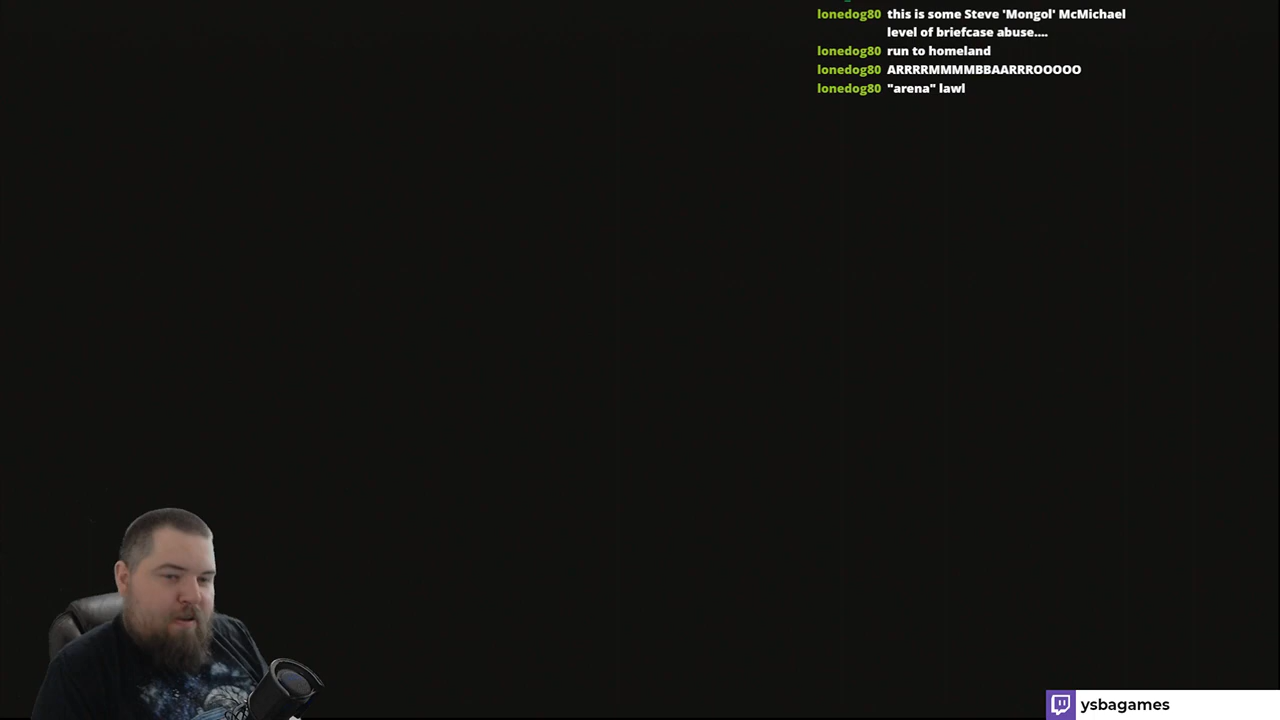 lonedog80 this is some Steve 'Mongol' McMichael
level of briefcase abuse....
lonedog80 run to homeland
lonedog80 ARRRRMMMMBBAARRROOOOO
lonedog80 "arena" lawl
ysbagames